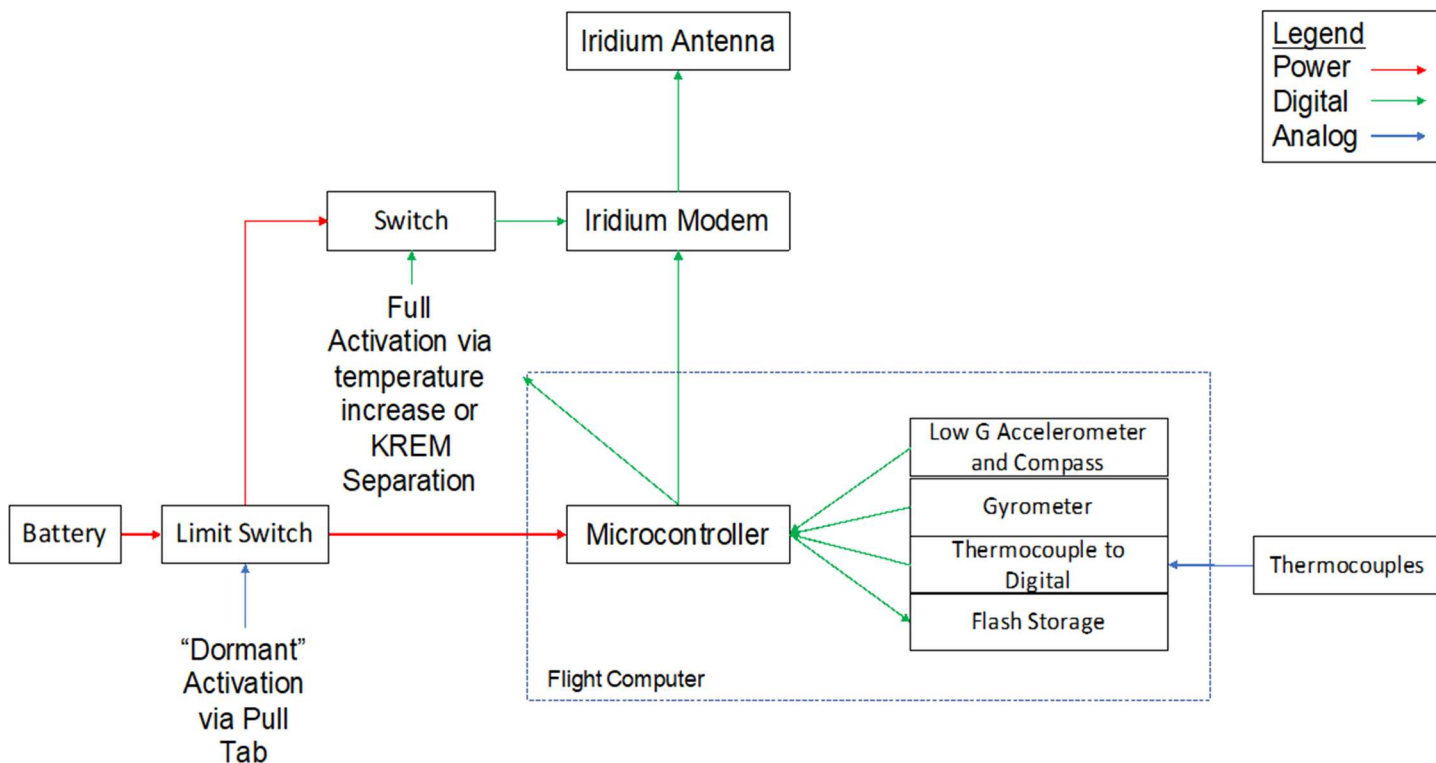 Iridium Antenna
Legend
Power
Digital
Analog
Switch
Iridium Modem
Full
Activation via
temperature
increase or
KREM
Separation
Low G Accelerometer
and Compass
Gyrometer
Thermocouple to
Digital
Flash Storage
Battery
Limit Switch
Microcontroller
Thermocouples
“Dormant”
Activation
via Pull
Tab
Flight Computer